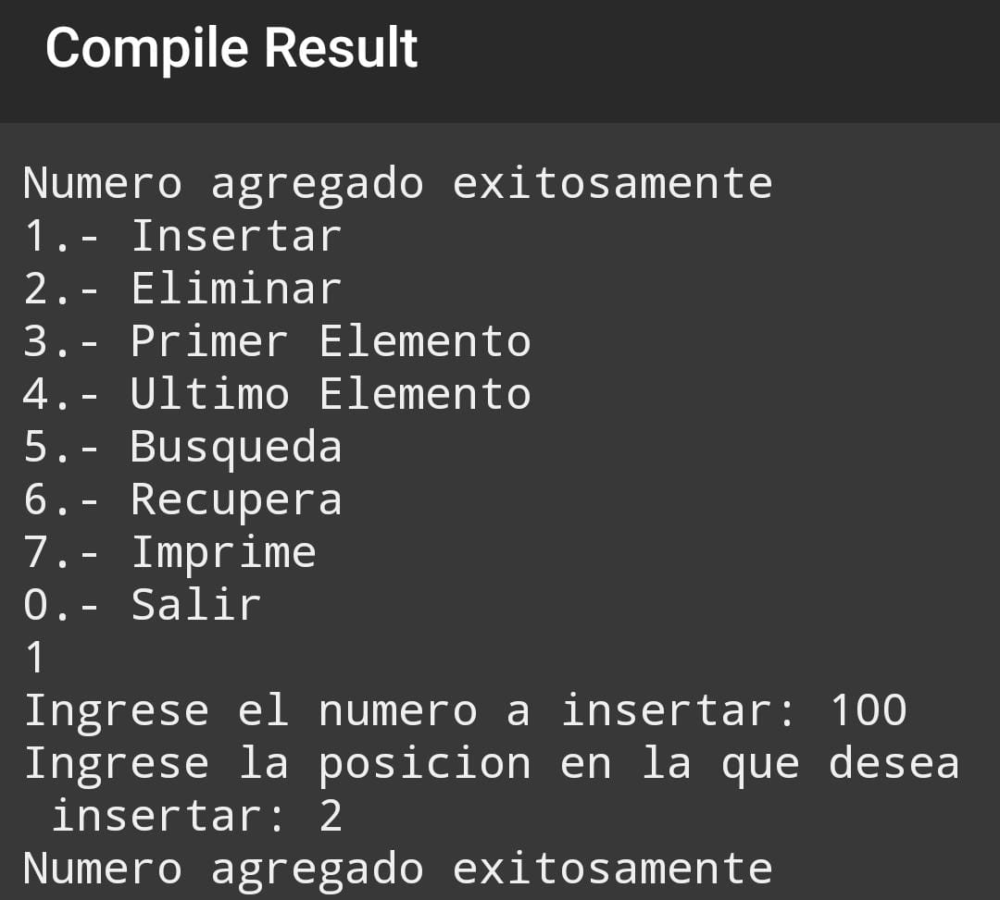 Compile Result
Numero agregado exitosamente
1.- Insertar
2.- Eliminar
3.- Primer Elemento
4.- Ultimo Elemento
5.- Busqueda
6.- Recupera
7.- Imprime
0.- Salir
1
Ingrese el numero a insertar: 100
Ingrese la posicion en la que desea
 insertar: 2
Numero agregado exitosamente